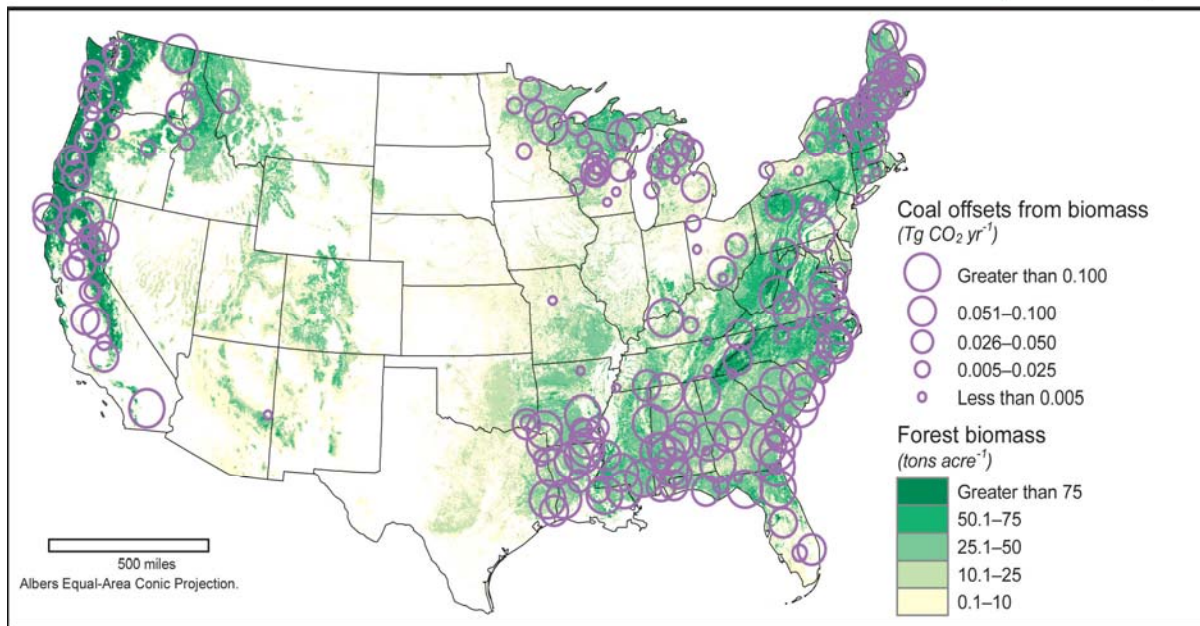 Coal offsets from biomass
(Tg CO₂ yr⁻¹)
Greater than 0.100
0.051–0.100
0.026–0.050
0.005–0.025
Less than 0.005
Forest biomass
(tons acre⁻¹)
Greater than 75
50.1–75
25.1–50
10.1–25
0.1–10
500 miles
Albers Equal-Area Conic Projection.